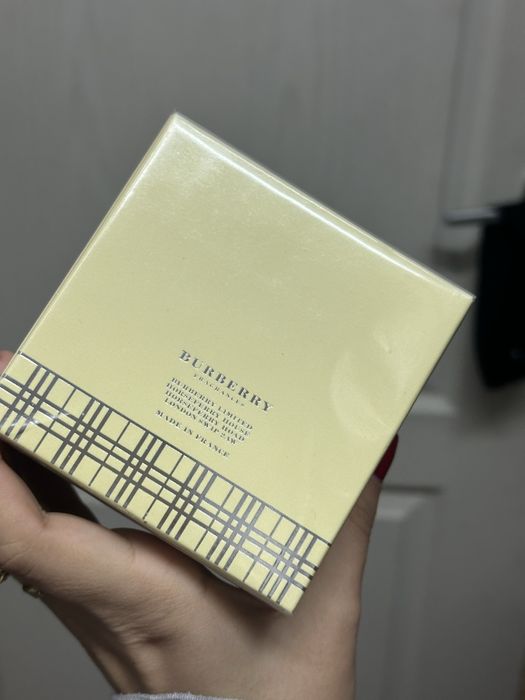 BURBERRY
FRAGRANCES
BURBERRY LIMITED
HORSEFERRY HOUSE
HORSEFERRY ROAD
LONDON SW1P 2AW
MADE IN FRANCE